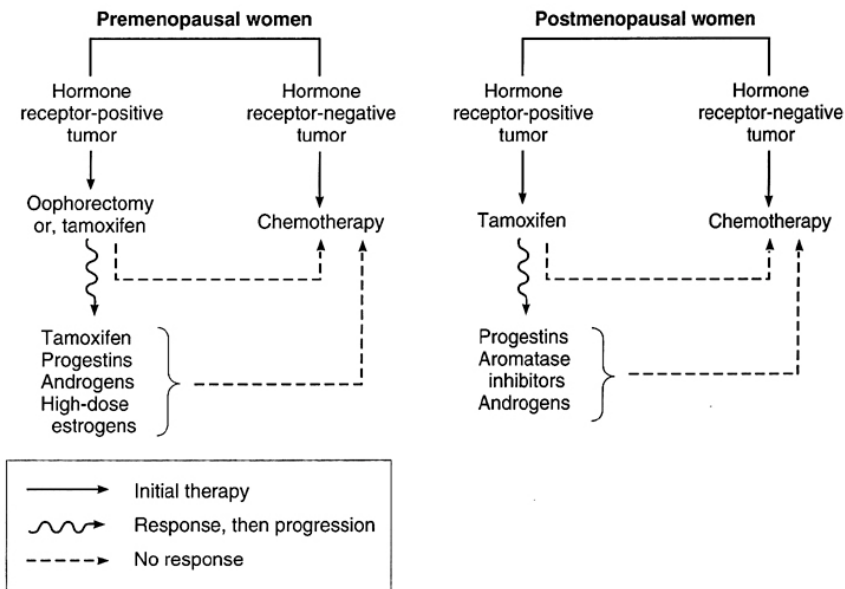 Premenopausal women
Hormone
receptor-positive
tumor
Hormone
receptor-negative
tumor
Oophorectomy
or, tamoxifen
Chemotherapy
Tamoxifen
Progestins
Androgens
High-dose
estrogens
Postmenopausal women
Hormone
receptor-positive
tumor
Hormone
receptor-negative
tumor
Tamoxifen
Chemotherapy
Progestins
Aromatase
inhibitors
Androgens
Initial therapy
Response, then progression
No response